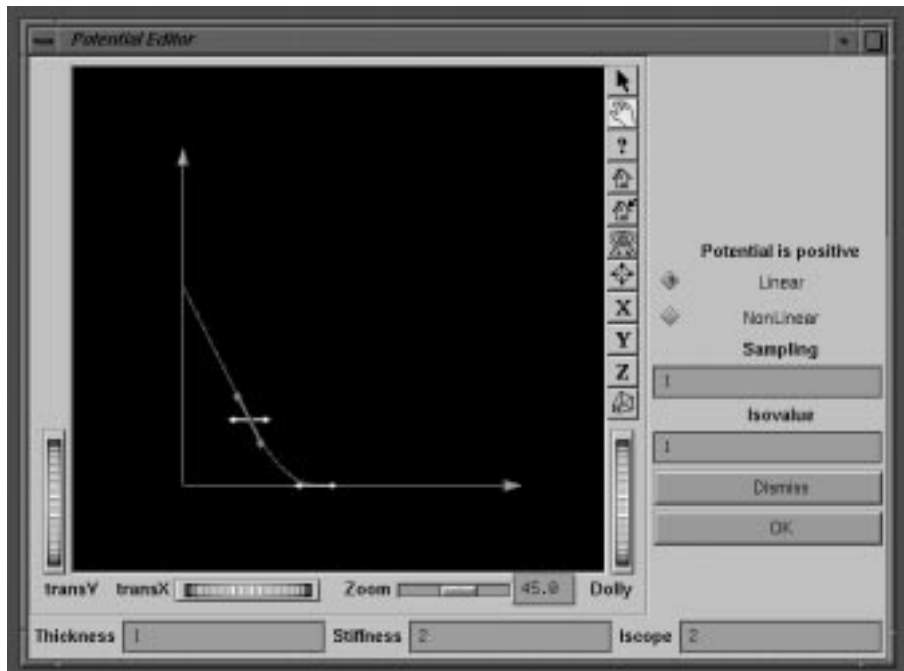 Potential Editor
?
X
Y
Z
Potential is positive
Linear
NonLinear
Sampling
1
Isovalue
1
Dismiss
OK
transY transX Zoom 45.0 Dolly
Thickness 1 Stiffness 2 Iscope 2